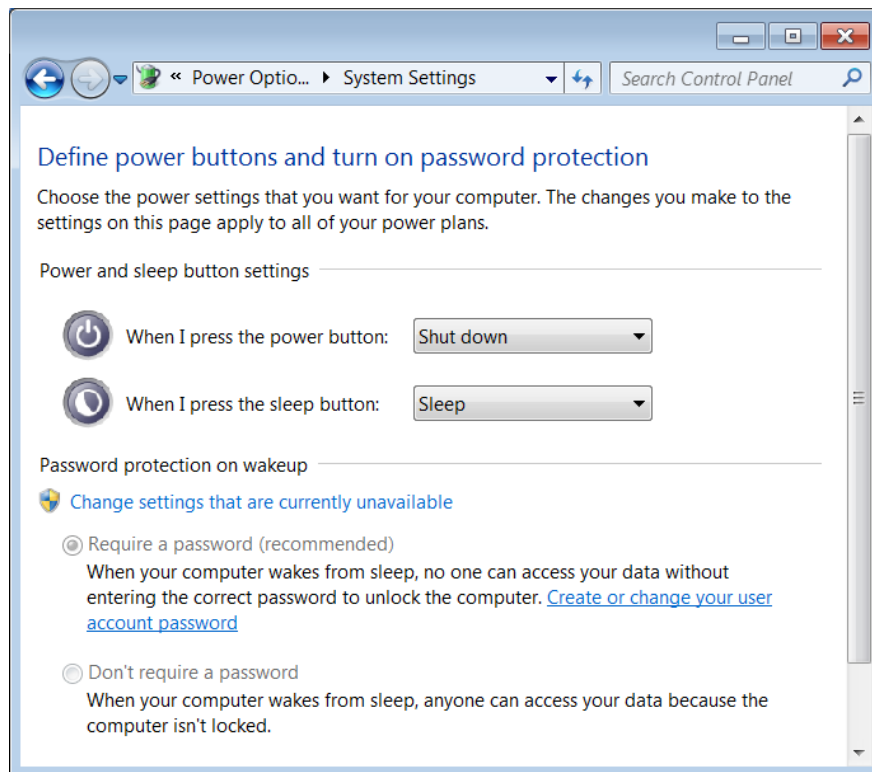 « Power Optio... ▸ System Settings
Search Control Panel
Define power buttons and turn on password protection
Choose the power settings that you want for your computer. The changes you make to the
settings on this page apply to all of your power plans.
Power and sleep button settings
When I press the power button: Shut down
When I press the sleep button: Sleep
Password protection on wakeup
Change settings that are currently unavailable
Require a password (recommended)
When your computer wakes from sleep, no one can access your data without
entering the correct password to unlock the computer. Create or change your user
account password
Don't require a password
When your computer wakes from sleep, anyone can access your data because the
computer isn't locked.